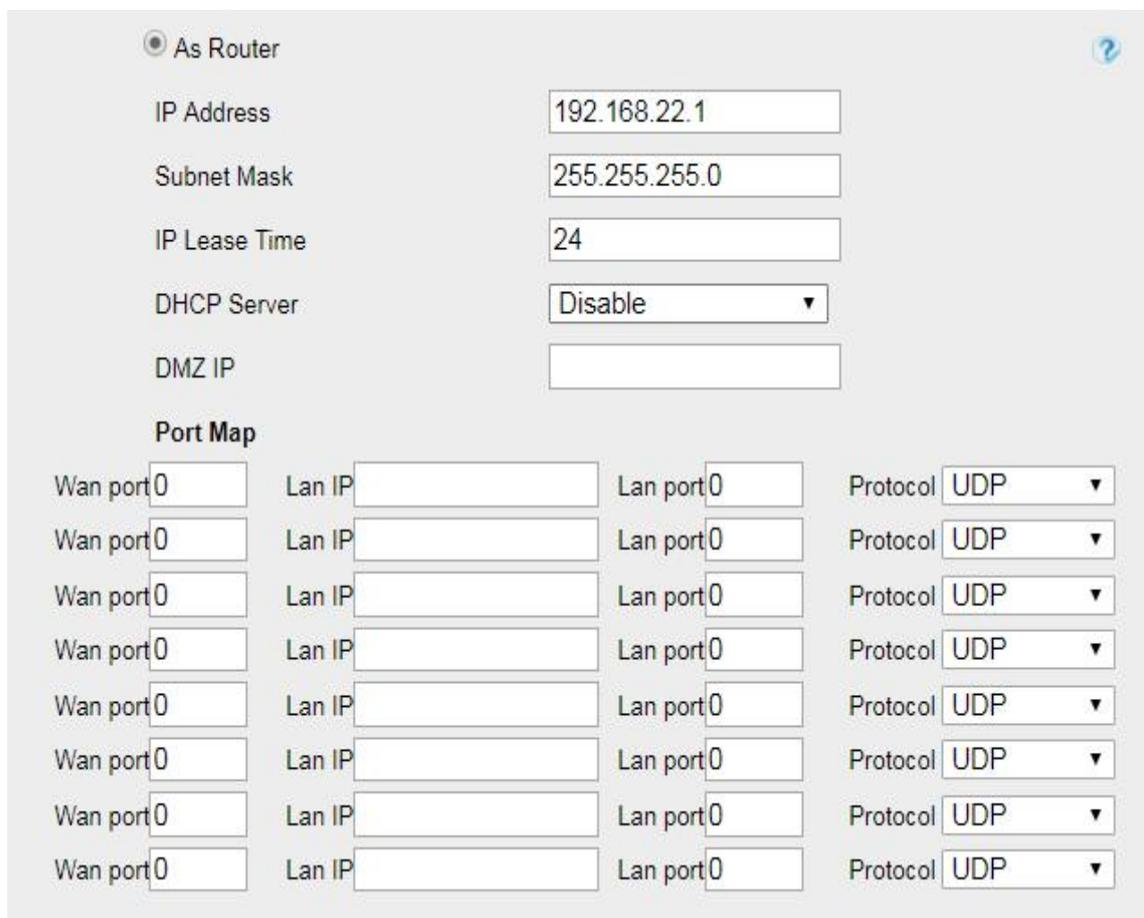 As Router
IP Address 192.168.22.1
Subnet Mask 255.255.255.0
IP Lease Time 24
DHCP Server Disable
DMZ IP
Port Map
Wan port 0 Lan IP Lan port 0 Protocol UDP
Wan port 0 Lan IP Lan port 0 Protocol UDP
Wan port 0 Lan IP Lan port 0 Protocol UDP
Wan port 0 Lan IP Lan port 0 Protocol UDP
Wan port 0 Lan IP Lan port 0 Protocol UDP
Wan port 0 Lan IP Lan port 0 Protocol UDP
Wan port 0 Lan IP Lan port 0 Protocol UDP
Wan port 0 Lan IP Lan port 0 Protocol UDP